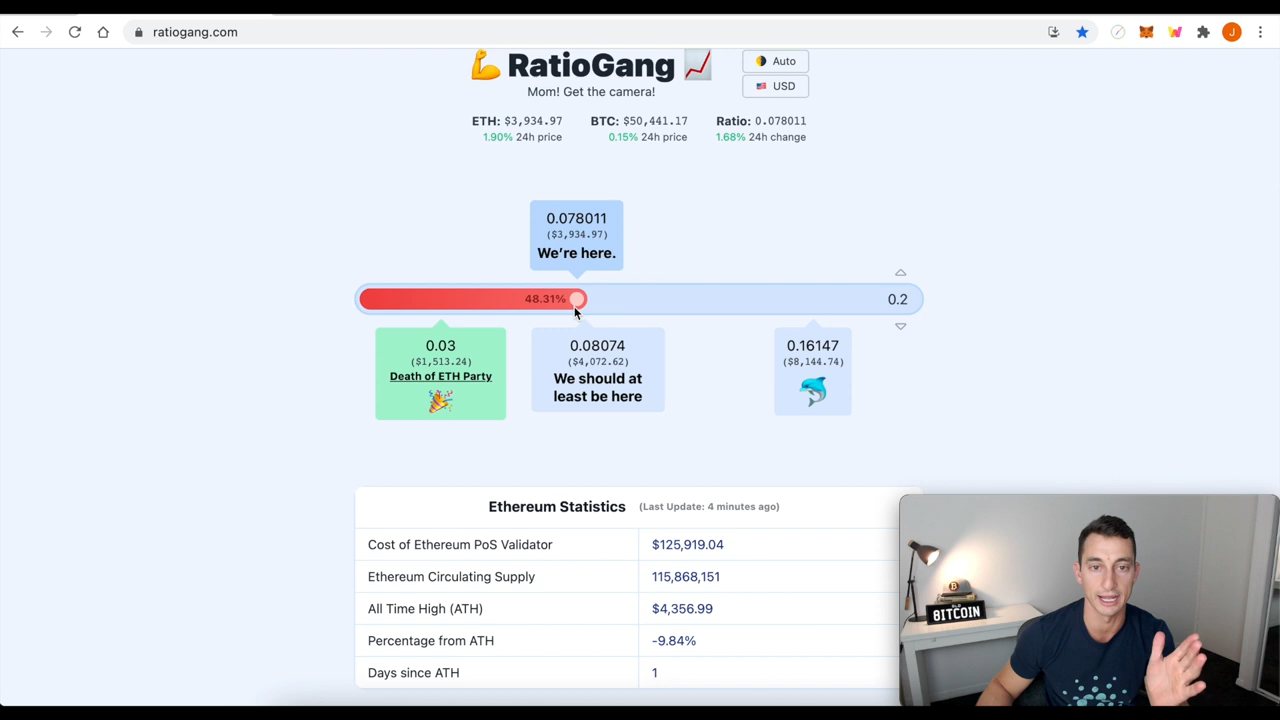 ratiogang.com
J
RatioGang
Mom! Get the camera!
Auto
USD
ETH: $3,934.97
1.90% 24h price
BTC: $50,441.17
0.15% 24h price
Ratio: 0.078011
1.68% 24h change
0.078011
($3,934.97)
We're here.
48.31%
0.2
0.03
($1,513.24)
Death of ETH Party
0.08074
($4,072.62)
We should at
least be here
0.16147
($8,144.74)
Ethereum Statistics (Last Update: 4 minutes ago)
Cost of Ethereum PoS Validator $125,919.04
Ethereum Circulating Supply 115,868,151
All Time High (ATH) $4,356.99
Percentage from ATH -9.84%
Days since ATH 1
BITCOIN